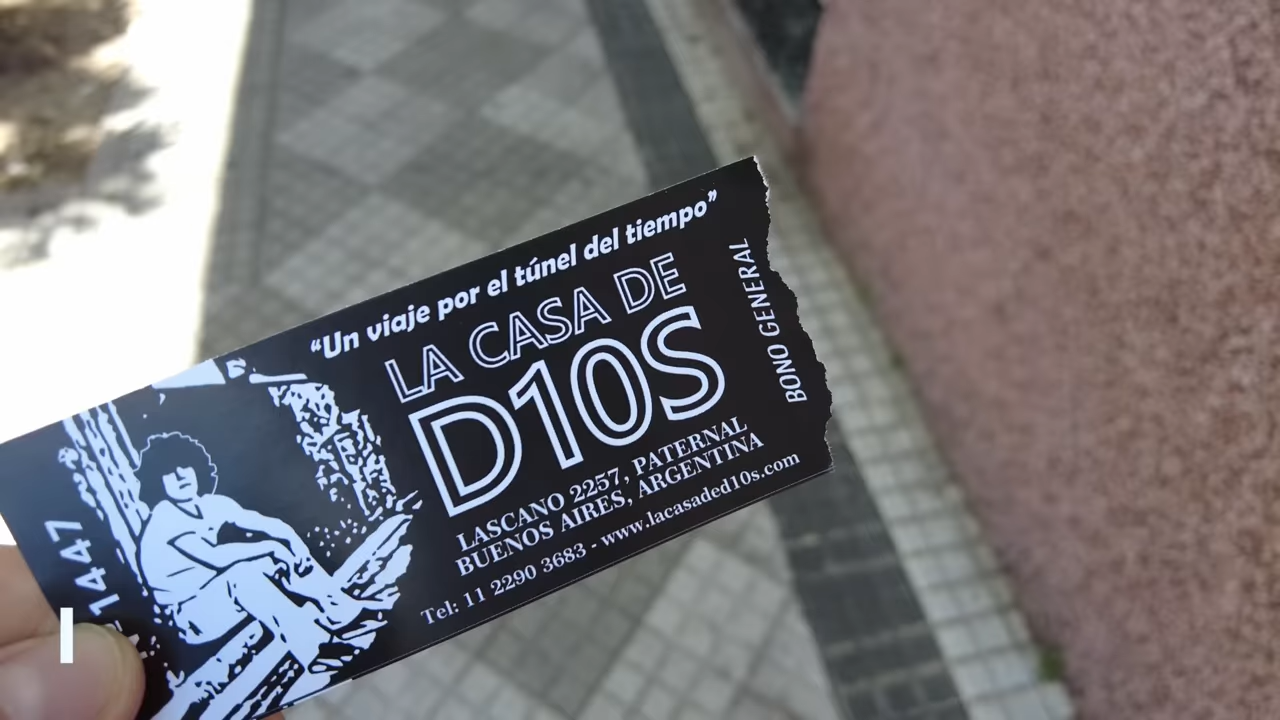 “Un viaje por el túnel del tiempo”
LA CASA DE
D10S
LASCANO 2257, PATERNAL
BUENOS AIRES, ARGENTINA
Tel: 11 2290 3683 - www.lacasaded10s.com
BONO GENERAL
1447